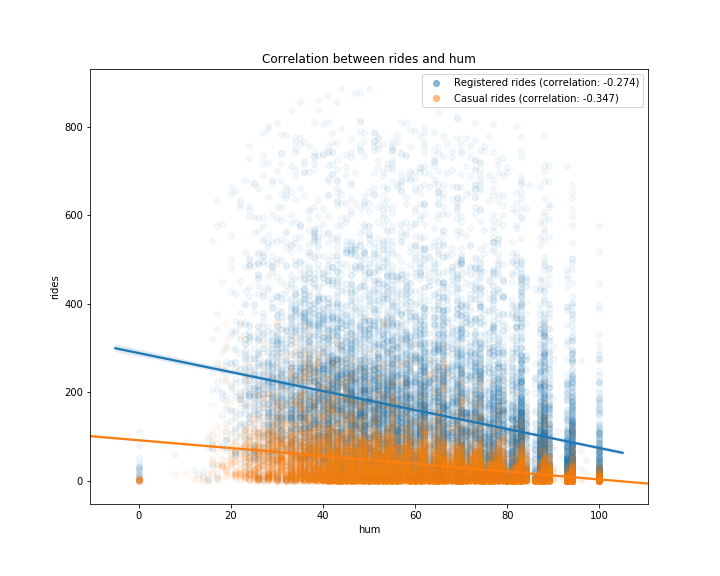 Correlation between rides and hum
Registered rides (correlation: -0.274)
Casual rides (correlation: -0.347)
800
600
400
200
0
rides
0 20 40 60 80 100
hum